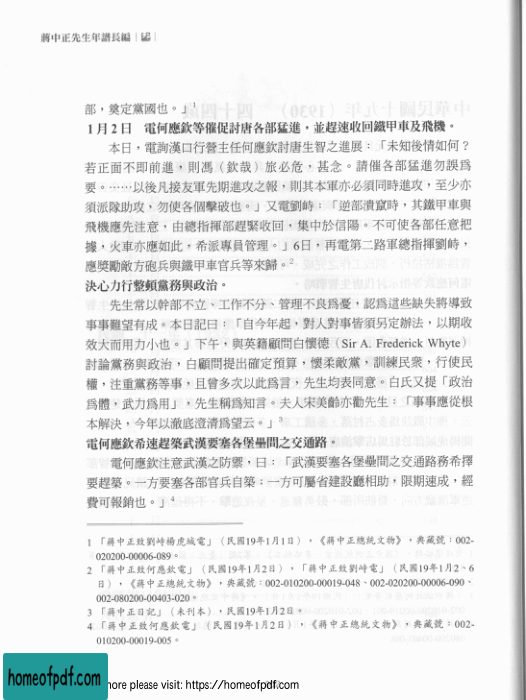 蔣中正先生年譜長編
部，奠定黨國也。」1
1月2日　電何應欽等催促討唐各部猛進，並趕速收回鐵甲車及飛機。
本日，電詢漢口行營主任何應欽討唐生智之進展：「未知後情如何？
若正面不即前進，則馮（欽哉）旅必危，甚念。請催各部猛進勿誤爲
要。……以後凡接友軍先期進攻之報，則其本軍亦必須同時進攻，至少亦
須派隊助攻，勿使各個擊破也。」又電劉峙：「逆部潰竄時，其鐵甲車與
飛機應先注意，由總指揮部趕緊收回，集中於信陽。不可使各部任意把
據，火車亦應如此，希派專員管理。」6日，再電第二路軍總指揮劉峙，
應獎勵敵方砲兵與鐵甲車官兵等來歸。2
決心力行整頓黨務與政治。
先生常以幹部不立、工作不分、管理不良爲憂，認爲這些缺失將導致
事事難望有成。本日記曰：「自今年起，對人對事皆須另定辦法，以期收
效大而用力小也。」下午，與英籍顧問白懷德（Sir A. Frederick Whyte）
討論黨務與政治，白顧問提出確定預算，懷柔敵黨，訓練民衆，行使民
權，注重黨務等事，且曾多次以此爲言，先生均表同意。白氏又提「政治
爲體，武力爲用」，先生稱爲知言。夫人宋美齡亦勸先生：「事事應從根
本解決，今年以澈底澄清爲望云。」3
電何應欽希速趕築武漢要塞各堡壘間之交通路。
電何應欽注意武漢之防禦，曰：「武漢要塞各堡壘間之交通路務希擇
要趕築。一方要塞各部官兵自築；一方可屬省建設廳相助，限期速成，經
費可報銷也。」4
1 「蔣中正致劉峙楊虎城電」（民國19年1月1日），《蔣中正總統文物》，典藏號：002-
020200-00006-089。
2 「蔣中正致何應欽電」（民國19年1月2日），「蔣中正致劉峙電」（民國19年1月2、6
日），《蔣中正總統文物》，典藏號：002-010200-00019-048、002-020200-00006-090、
002-080200-00403-020。
3 「蔣中正日記」（未刊本），民國19年1月2日。
4 「蔣中正致何應欽電」（民國19年1月2日），《蔣中正總統文物》，典藏號：002-
010200-00019-005。
homeofpdf.com
more please visit: https://homeofpdf.com